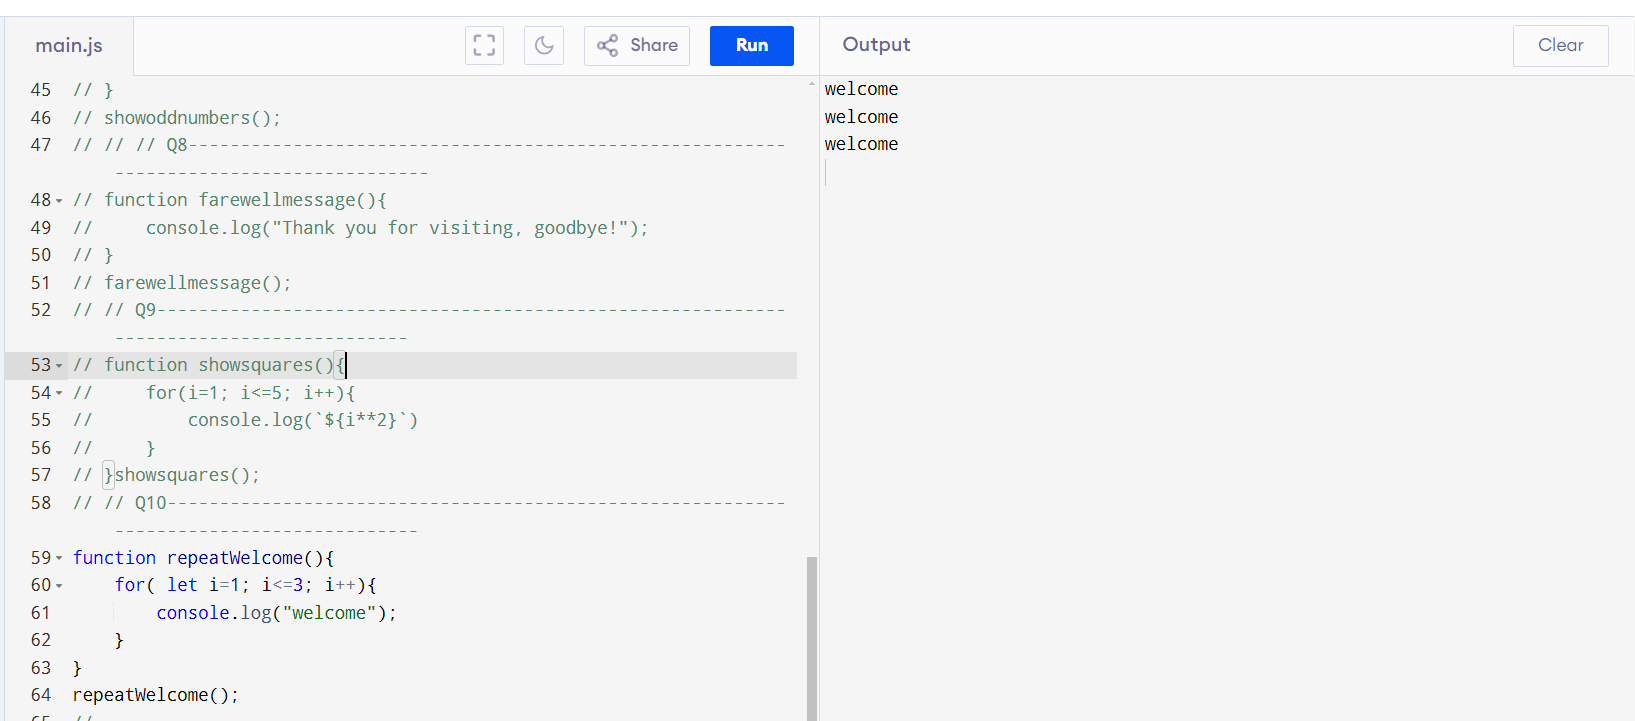 main.js
Share
Run
Output
Clear
45 // }
46 // showoddnumbers();
47 // // // Q8---------------------------------------------------------
------------------------------
48 // function farewellmessage(){
49 //     console.log("Thank you for visiting, goodbye!");
50 // }
51 // farewellmessage();
52 // // Q9------------------------------------------------------------
----------------------------
53 // function showsquares(){
54 //     for(i=1; i<=5; i++){
55 //         console.log(`${i**2}`)
56 //     }
57 // }showsquares();
58 // // Q10-----------------------------------------------------------
-----------------------------
59 function repeatWelcome(){
60     for( let i=1; i<=3; i++){
61         console.log("welcome");
62     }
63 }
64 repeatWelcome();
welcome
welcome
welcome